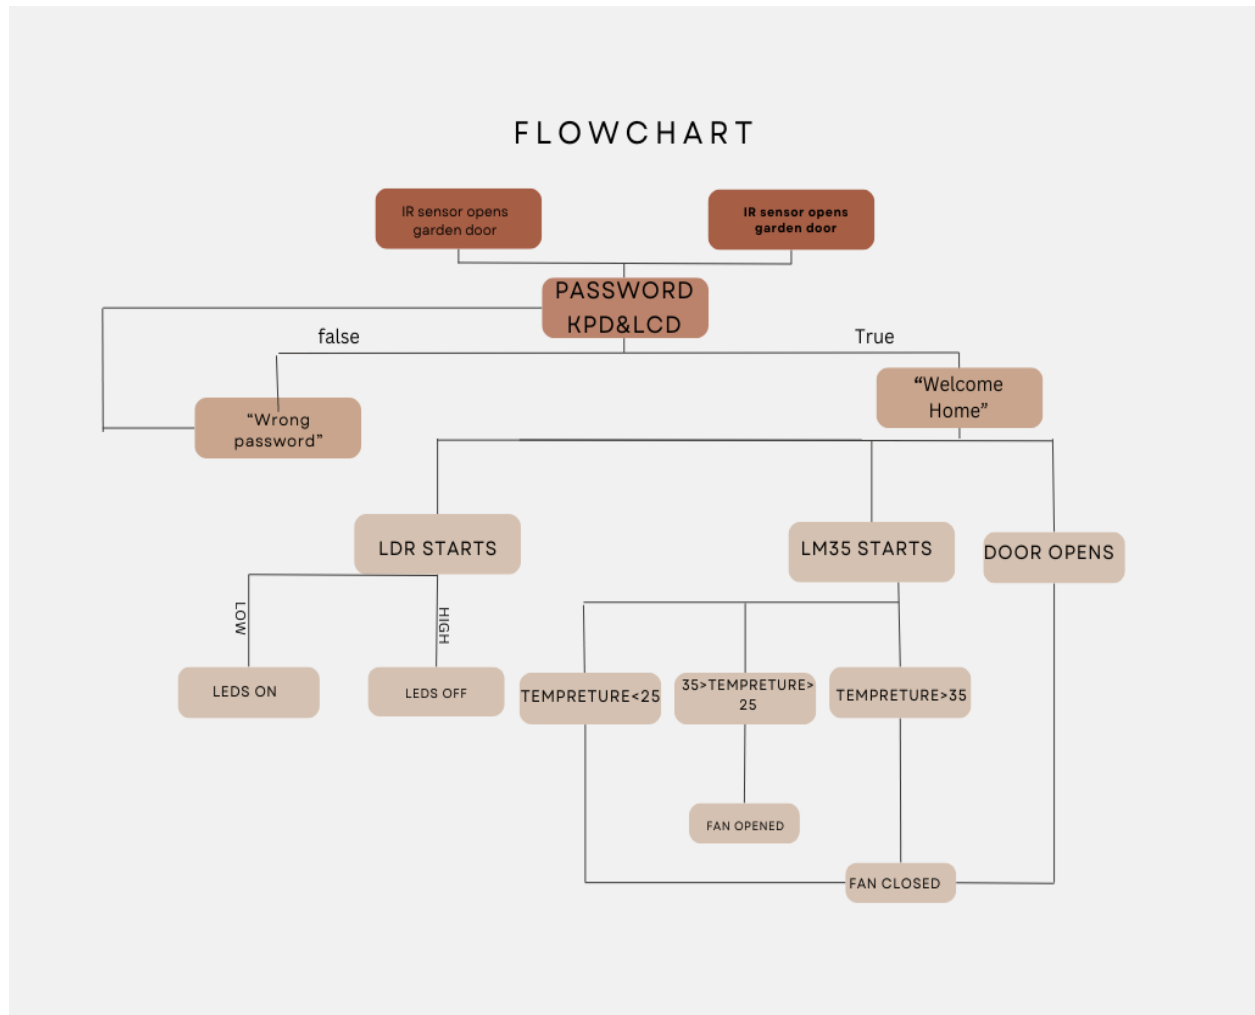 FLOWCHART
IR sensor opens
garden door
IR sensor opens
garden door
PASSWORD
KPD&LCD
false
True
“Welcome
Home”
“Wrong
password”
LDR STARTS
LM35 STARTS
DOOR OPENS
LOW
HIGH
LEDS ON
LEDS OFF
TEMPRETURE<25
35>TEMPRETURE>
25
TEMPRETURE>35
FAN OPENED
FAN CLOSED